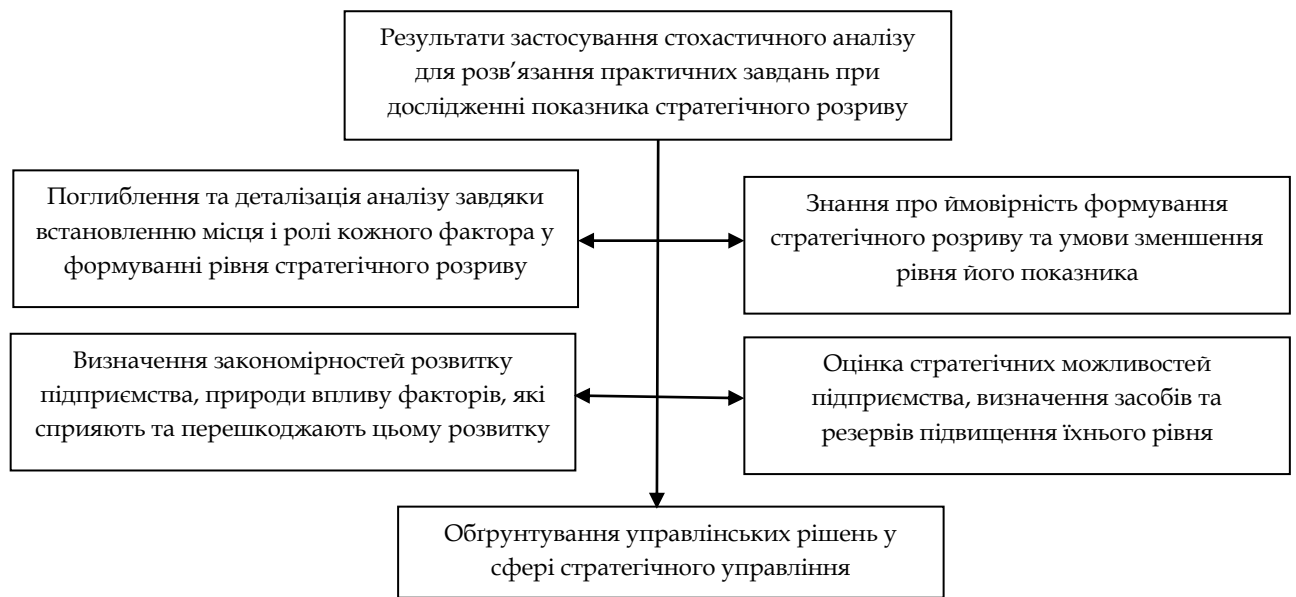 Результати застосування стохастичного аналізу
для розв’язання практичних завдань при
дослідженні показника стратегічного розриву
Поглиблення та деталізація аналізу завдяки
встановленню місця і ролі кожного фактора у
формуванні рівня стратегічного розриву
Знання про ймовірність формування
стратегічного розриву та умови зменшення
рівня його показника
Визначення закономірностей розвитку
підприємства, природи впливу факторів, які
сприяють та перешкоджають цьому розвитку
Оцінка стратегічних можливостей
підприємства, визначення засобів та
резервів підвищення їхнього рівня
Обґрунтування управлінських рішень у
сфері стратегічного управління